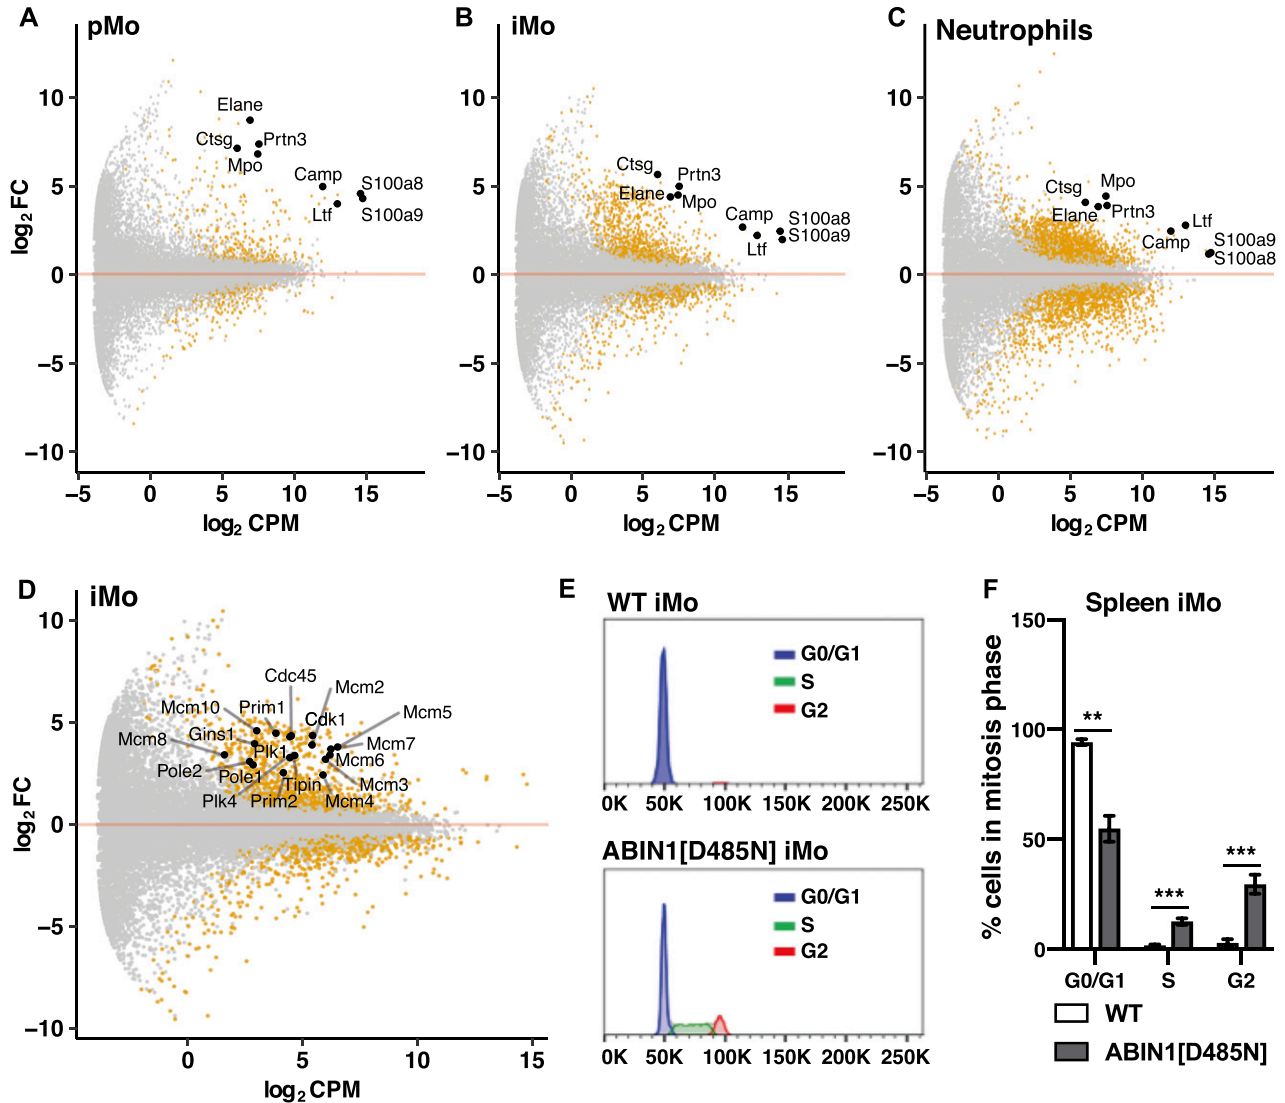 A pMo
log2 FC
10
5
0
−5
−10
Elane
Ctsg
Prtn3
Mpo
Camp
S100a8
Ltf
S100a9
−5 0 5 10 15
log2 CPM
B iMo
10
5
0
−5
−10
Ctsg
Prtn3
Elane
Mpo
Camp
S100a8
S100a9
Ltf
−5 0 5 10 15
log2 CPM
C Neutrophils
10
5
0
−5
−10
Ctsg
Mpo
Elane
Prtn3
Ltf
Camp
S100a9
S100a8
−5 0 5 10 15
log2 CPM
D iMo
log2 FC
10
5
0
−5
−10
Cdc45
Mcm2
Mcm10
Prim1
Cdk1
Mcm5
Gins1
Mcm8
Plk1
Mcm7
Mcm6
Pole2
Pole1
Tipin
Mcm3
Plk4
Prim2
Mcm4
0 5 10 15
log2 CPM
E
WT iMo
G0/G1
S
G2
0K 50K 100K 150K 200K 250K
ABIN1[D485N] iMo
G0/G1
S
G2
0K 50K 100K 150K 200K 250K
F Spleen iMo
% cells in mitosis phase
150
100
50
0
**
***
***
G0/G1 S G2
WT
ABIN1[D485N]